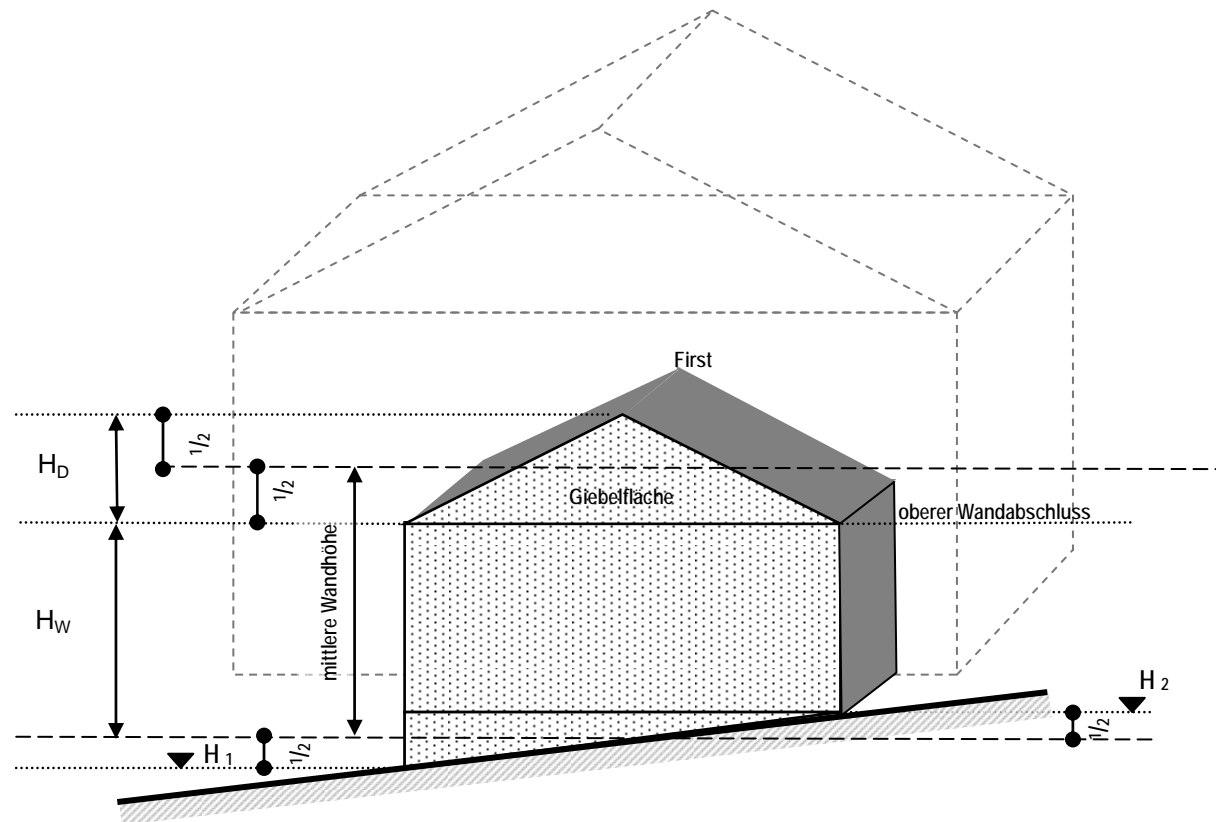 First
1/2
H_D
1/2
Giebelfläche
oberer Wandabschluss
mittlere Wandhöhe
H_W
H 2
1/2
H 1
1/2